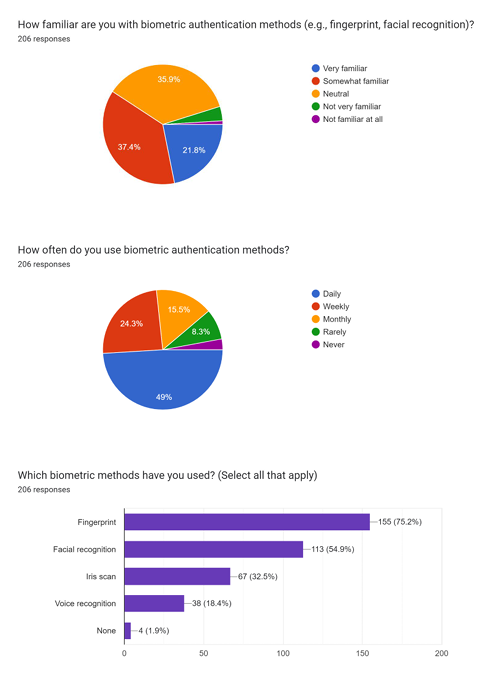 How familiar are you with biometric authentication methods (e.g., fingerprint, facial recognition)?
206 responses
35.9%
37.4%
21.8%
Very familiar
Somewhat familiar
Neutral
Not very familiar
Not familiar at all
How often do you use biometric authentication methods?
206 responses
15.5%
24.3%
8.3%
49%
Daily
Weekly
Monthly
Rarely
Never
Which biometric methods have you used? (Select all that apply)
206 responses
Fingerprint 155 (75.2%)
Facial recognition 113 (54.9%)
Iris scan 67 (32.5%)
Voice recognition 38 (18.4%)
None 4 (1.9%)
0 50 100 150 200